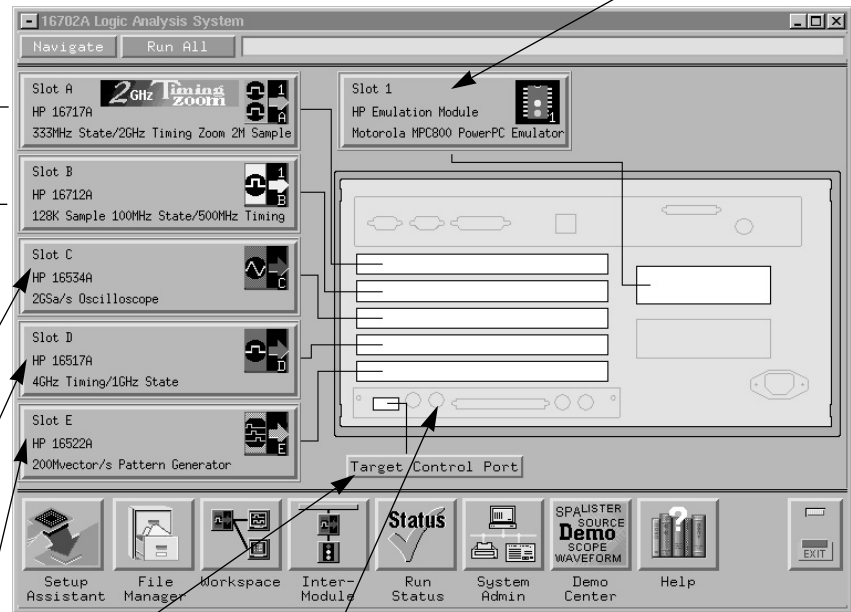 16702A Logic Analysis System
Navigate
Run All
Slot A
2 GHz Timing
zoom
1
A
HP 16717A
333MHz State/2GHz Timing Zoom 2M Sample
Slot 1
HP Emulation Module
1
Motorola MPC800 PowerPC Emulator
Slot B
1
B
HP 16712A
128K Sample 100MHz State/500MHz Timing
Slot C
HP 16534A
C
2GSa/s Oscilloscope
Slot D
HP 16517A
D
4GHz Timing/1GHz State
Slot E
HP 16522A
E
200Mvector/s Pattern Generator
Target Control Port
Status
SPA LISTER
SOURCE
Demo
SCOPE
WAVEFORM
?
EXIT
Setup
Assistant
File
Manager
Workspace
Inter-
Module
Run
Status
System
Admin
Demo
Center
Help